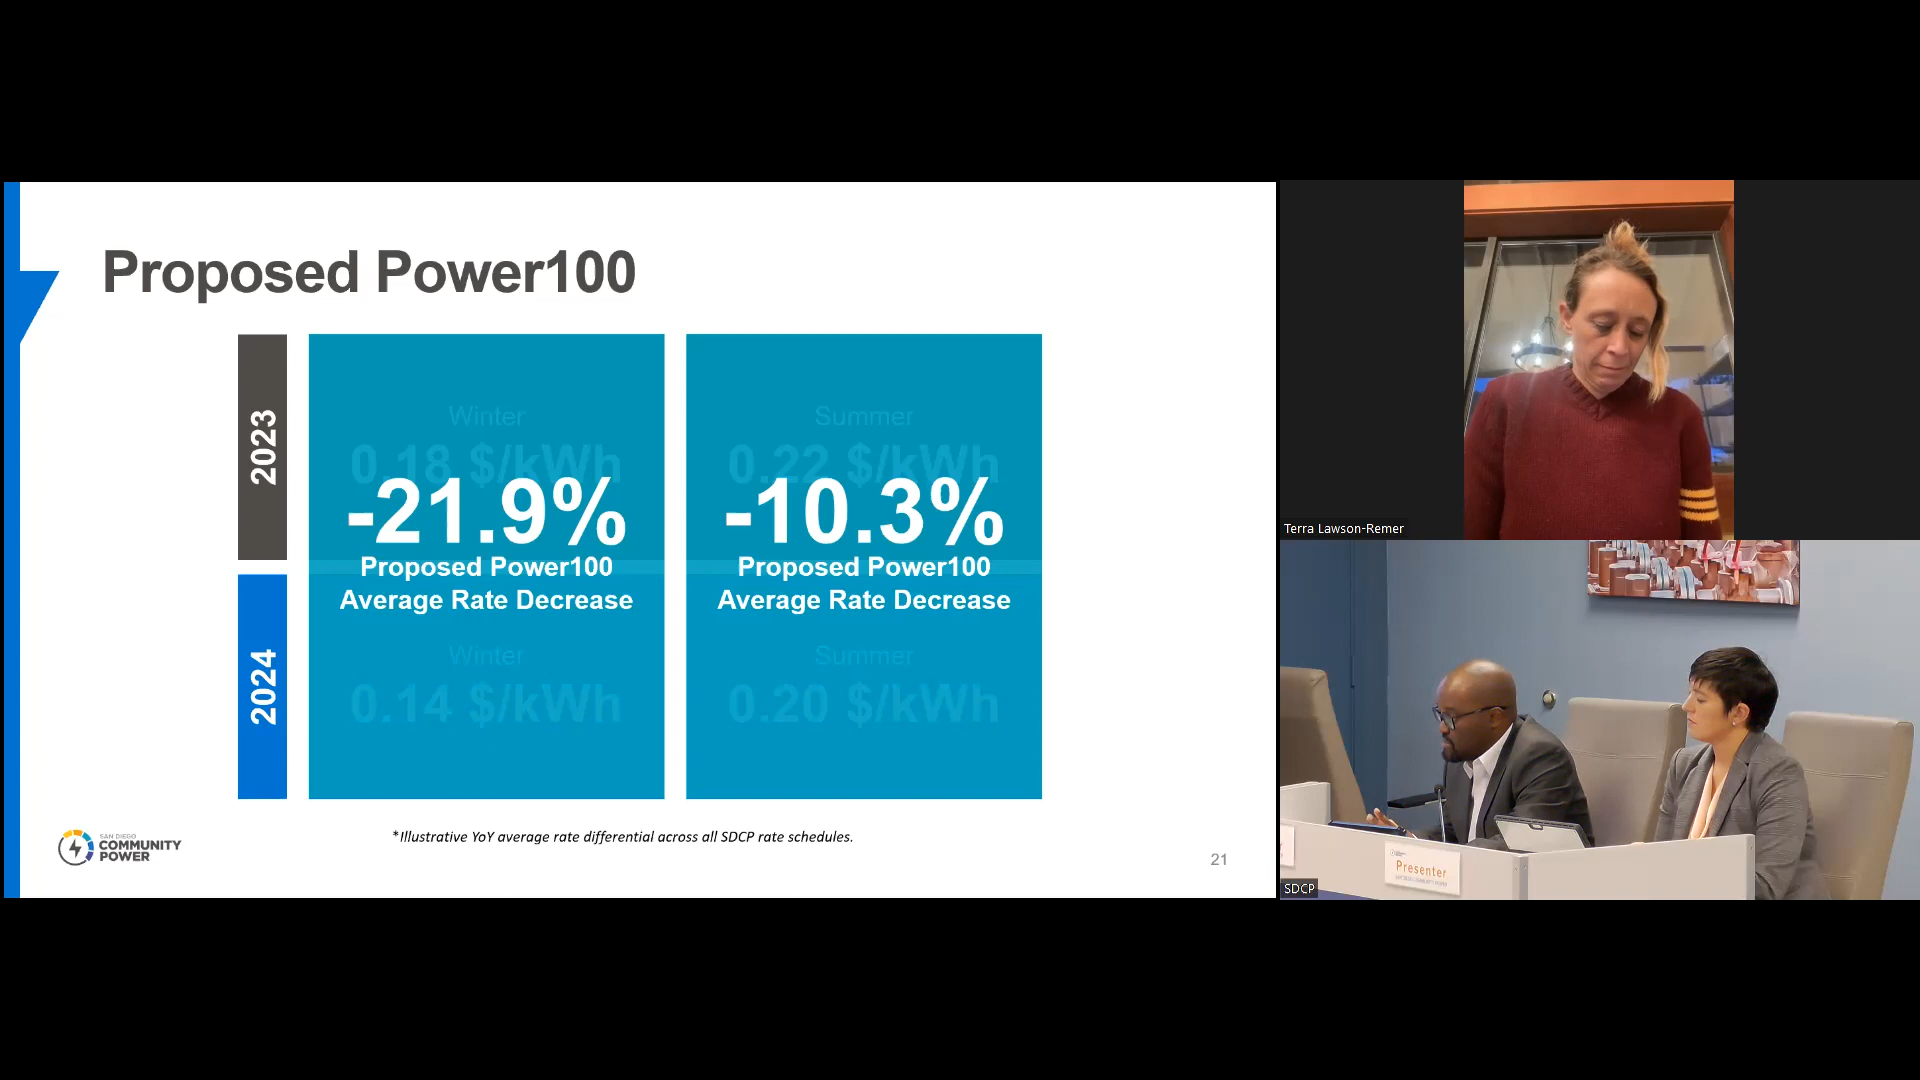 Proposed Power100
2023
Winter
0.18 $/kWh
-21.9%
Proposed Power100
Average Rate Decrease
Summer
0.22 $/kWh
-10.3%
Proposed Power100
Average Rate Decrease
2024
Winter
0.14 $/kWh
Summer
0.20 $/kWh
SAN DIEGO
COMMUNITY
POWER
*Illustrative YoY average rate differential across all SDCP rate schedules.
21
Terra Lawson-Remer
Presenter
SDCP